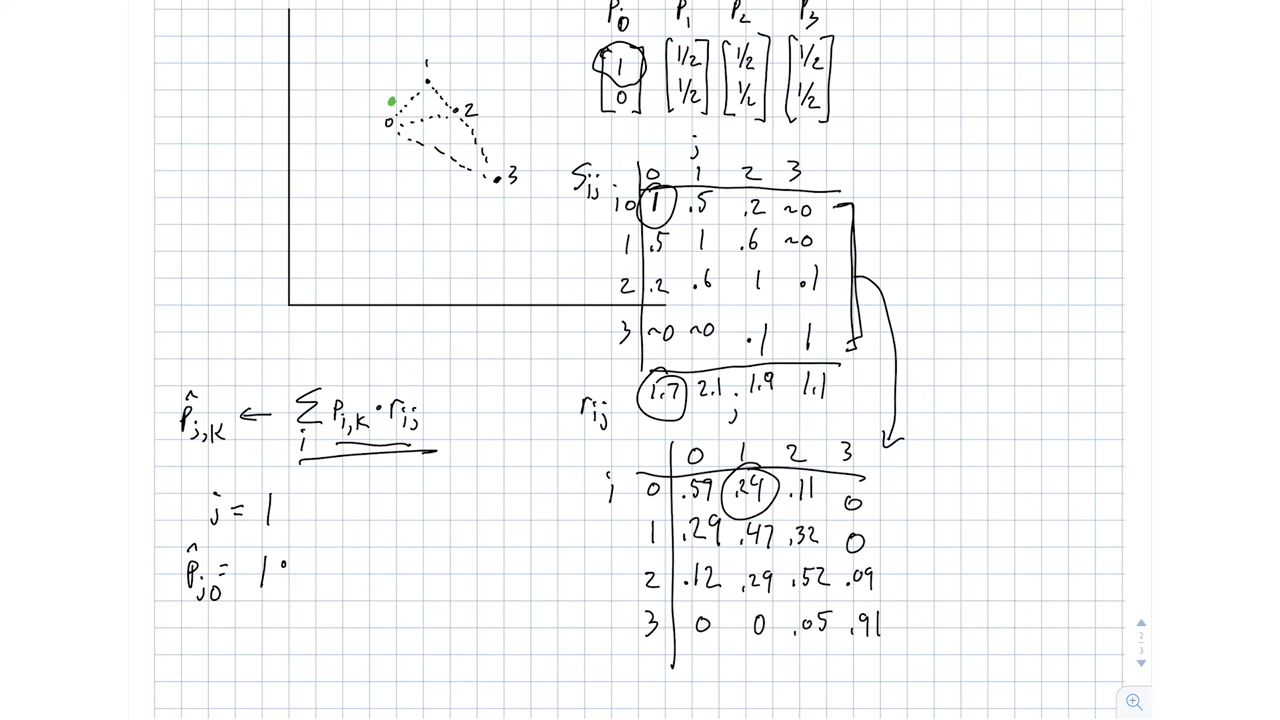 P0 P1 P2 P3
[1 0] [1/2 1/2] [1/2 1/2] [1/2 1/2]
1
0 2
3
j
Sij 0 1 2 3
i 0 1 .5 .2 ~0
1 .5 1 .6 ~0
2 .2 .6 1 .1
3 ~0 ~0 .1 1
1.7 2.1 1.9 1.1
rij j
P̂j,K ← Σi Pi,K · rij
0 1 2 3
i 0 .59 .24 .11 0
1 .29 .47 .32 0
2 .12 .29 .52 .09
3 0 0 .05 .91
j = 1
P̂j0 = 1 ·
2
3